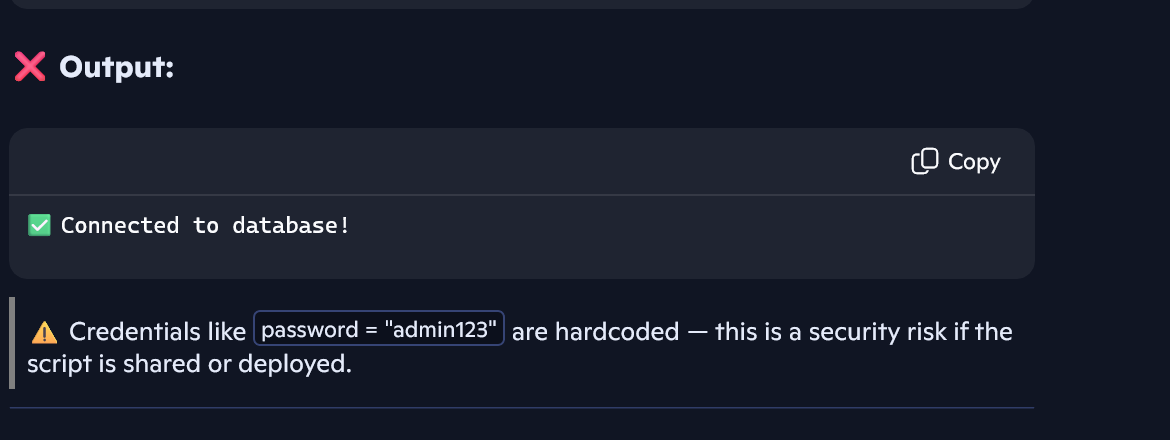 ❌ Output:
Copy
✅ Connected to database!
⚠️ Credentials like password = "admin123" are hardcoded — this is a security risk if the
script is shared or deployed.